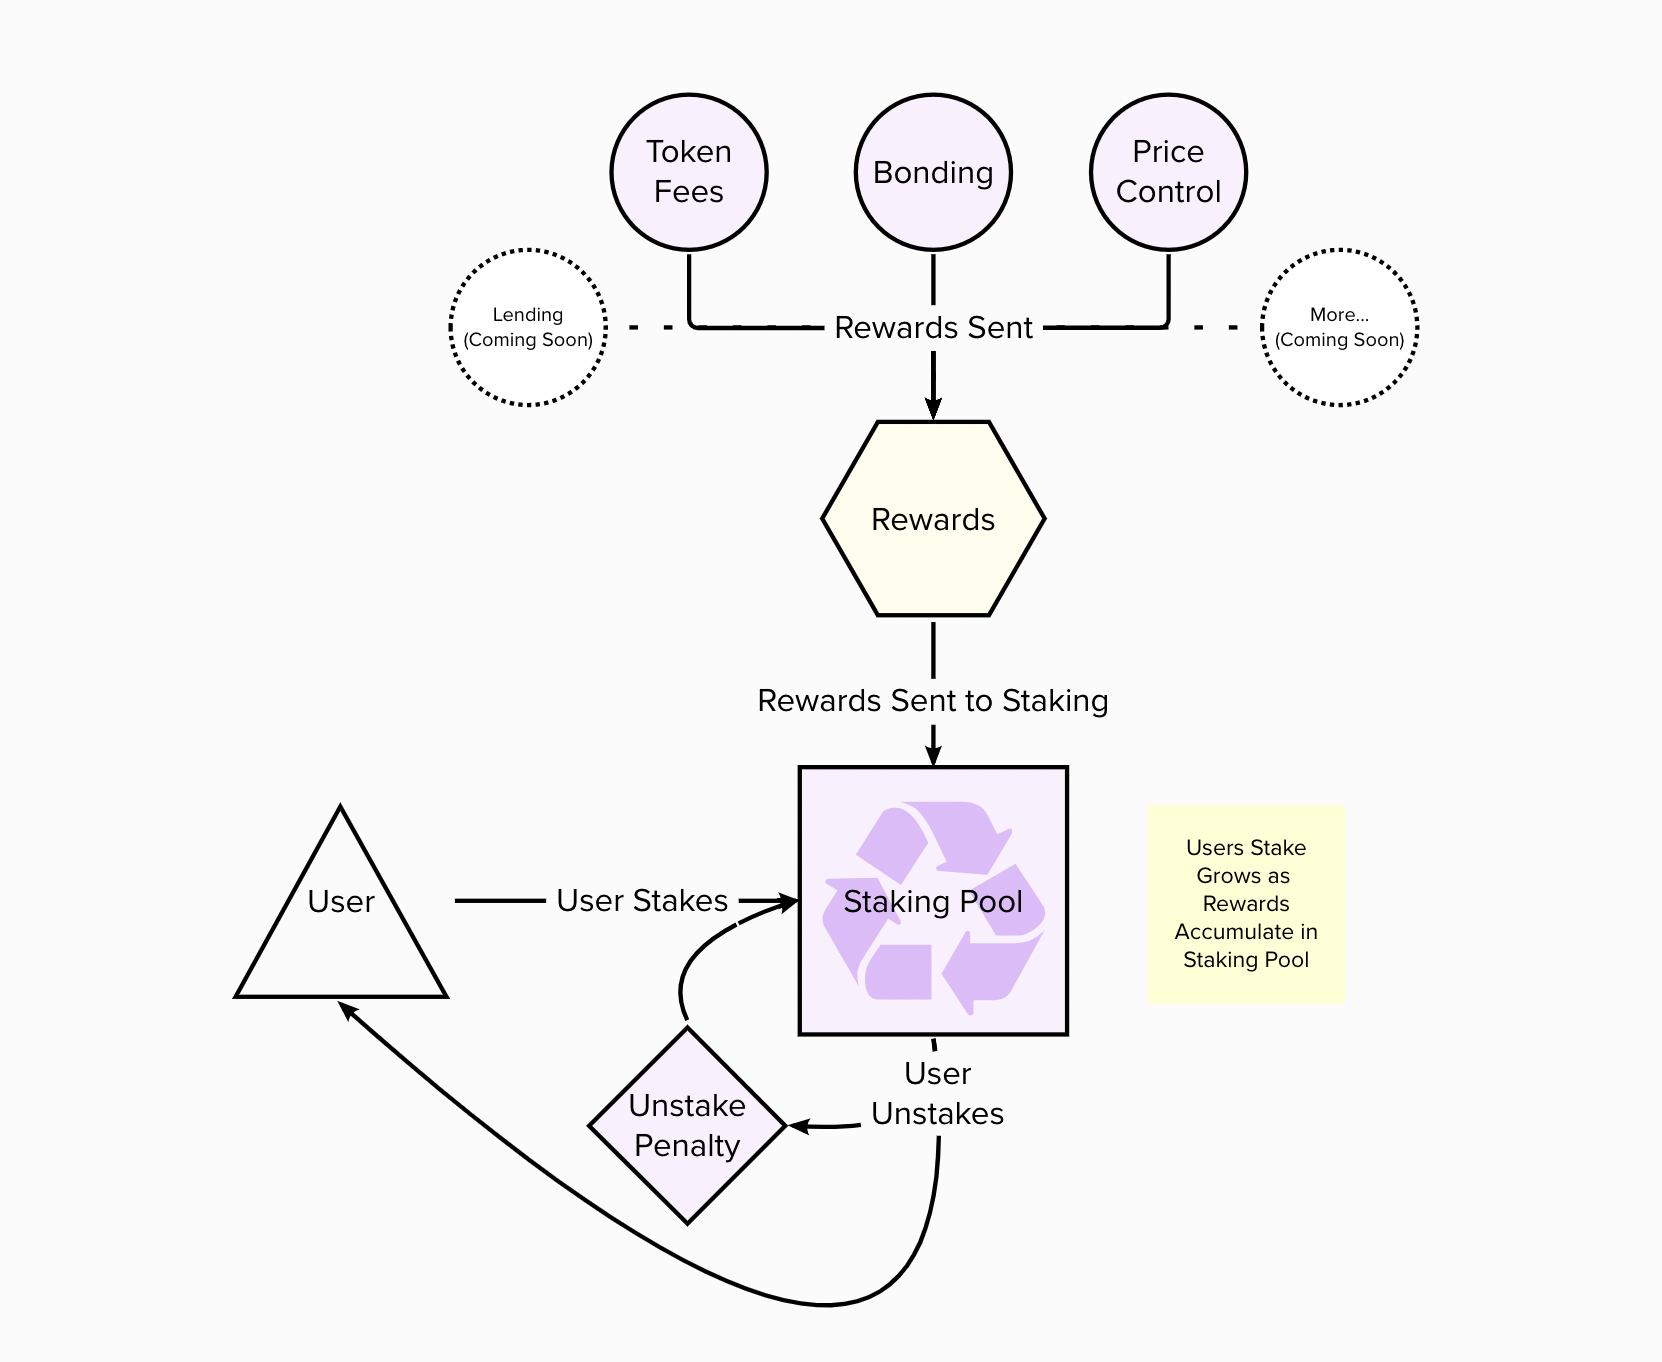 Token
Fees
Bonding
Price
Control
Lending
(Coming Soon)
Rewards Sent
More...
(Coming Soon)
Rewards
Rewards Sent to Staking
User
User Stakes
Staking Pool
Users Stake
Grows as
Rewards
Accumulate in
Staking Pool
Unstake
Penalty
User
Unstakes